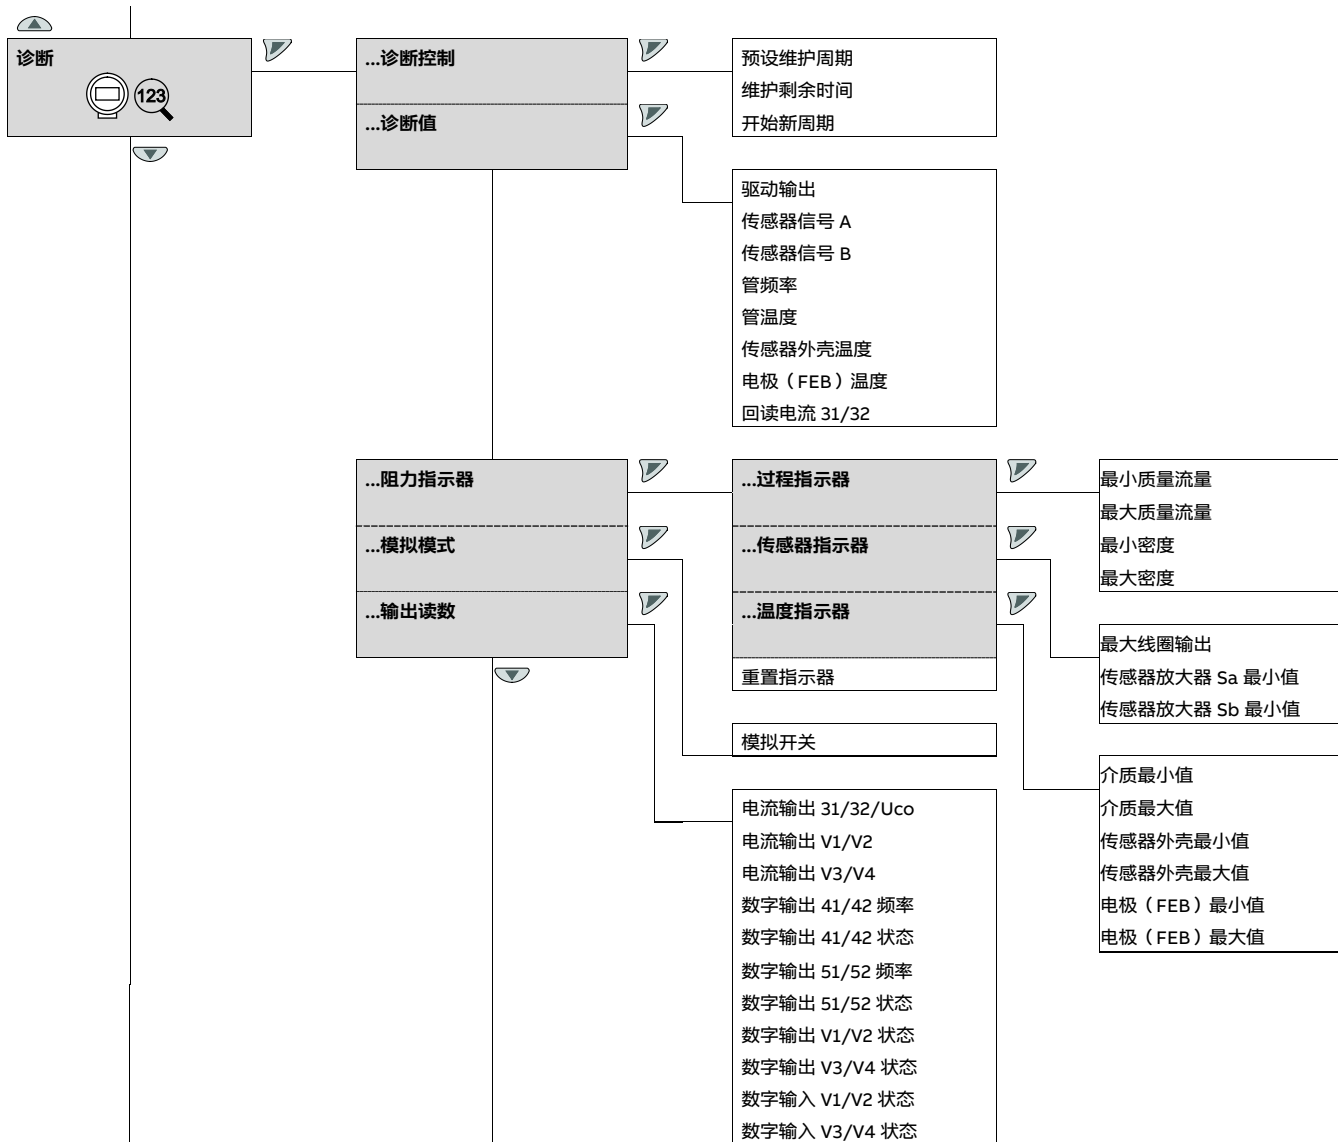 诊断
123
...诊断控制
...诊断值
预设维护周期
维护剩余时间
开始新周期
驱动输出
传感器信号 A
传感器信号 B
管频率
管温度
传感器外壳温度
电极（FEB）温度
回读电流 31/32
...阻力指示器
...模拟模式
...输出读数
...过程指示器
...传感器指示器
...温度指示器
重置指示器
最小质量流量
最大质量流量
最小密度
最大密度
最大线圈输出
传感器放大器 Sa 最小值
传感器放大器 Sb 最小值
介质最小值
介质最大值
传感器外壳最小值
传感器外壳最大值
电极（FEB）最小值
电极（FEB）最大值
模拟开关
电流输出 31/32/Uco
电流输出 V1/V2
电流输出 V3/V4
数字输出 41/42 频率
数字输出 41/42 状态
数字输出 51/52 频率
数字输出 51/52 状态
数字输出 V1/V2 状态
数字输出 V3/V4 状态
数字输入 V1/V2 状态
数字输入 V3/V4 状态